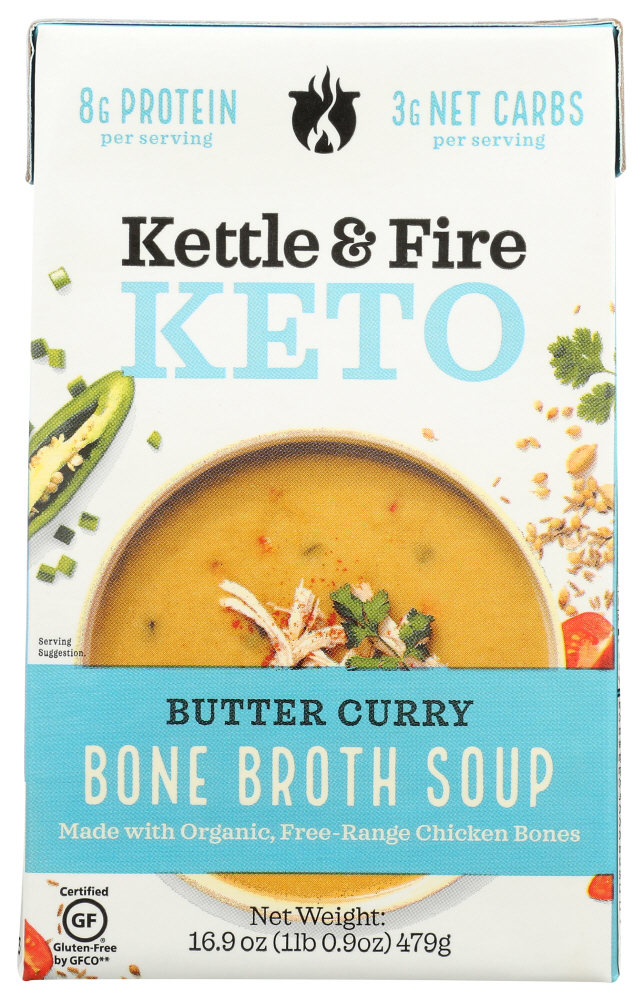 8G PROTEIN
per serving
3G NET CARBS
per serving
Kettle & Fire
KETO
Serving
Suggestion.
BUTTER CURRY
BONE BROTH SOUP
Made with Organic, Free-Range Chicken Bones
Certified
GF
Gluten-Free®
by GFCO**
Net Weight:
16.9 oz (1lb 0.9oz) 479g